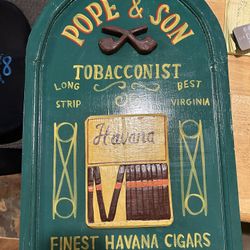 POPE & SON
TOBACCONIST
LONG BEST
STRIP VIRGINIA
Havana
FINEST HAVANA CIGARS